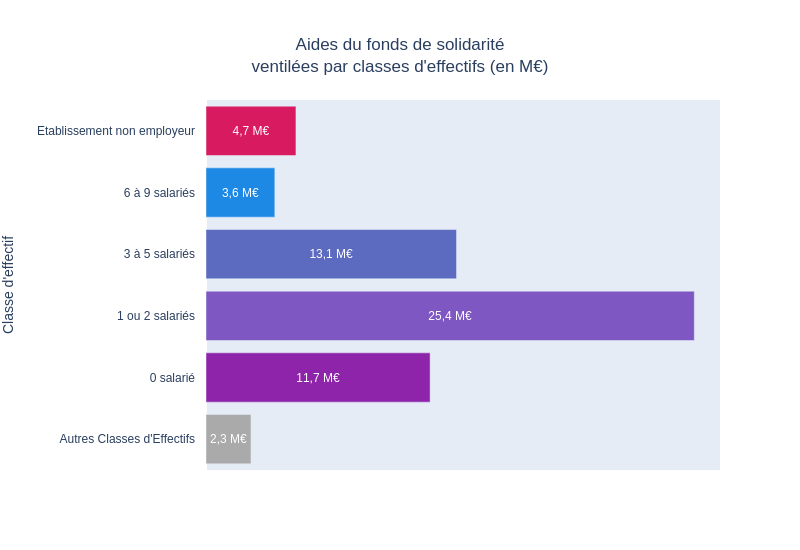 Aides du fonds de solidarité
ventilées par classes d'effectifs (en M€)
Classe d'effectif
Etablissement non employeur
4,7 M€
6 à 9 salariés
3,6 M€
3 à 5 salariés
13,1 M€
1 ou 2 salariés
25,4 M€
0 salarié
11,7 M€
Autres Classes d'Effectifs
2,3 M€